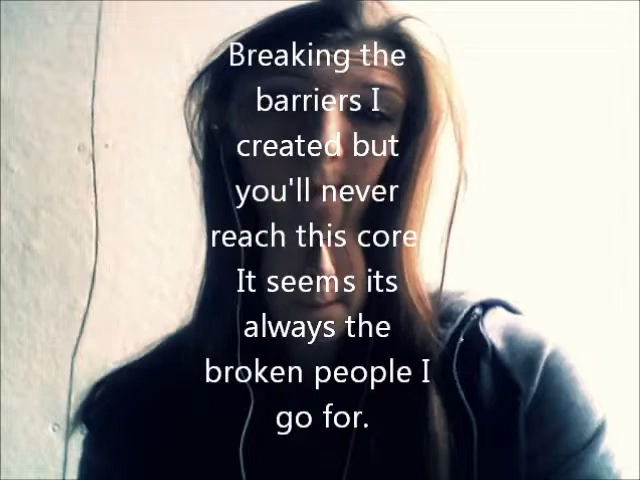 Breaking the
barriers I
created but
you'll never
reach this core
It seems its
always the
broken people I
go for.